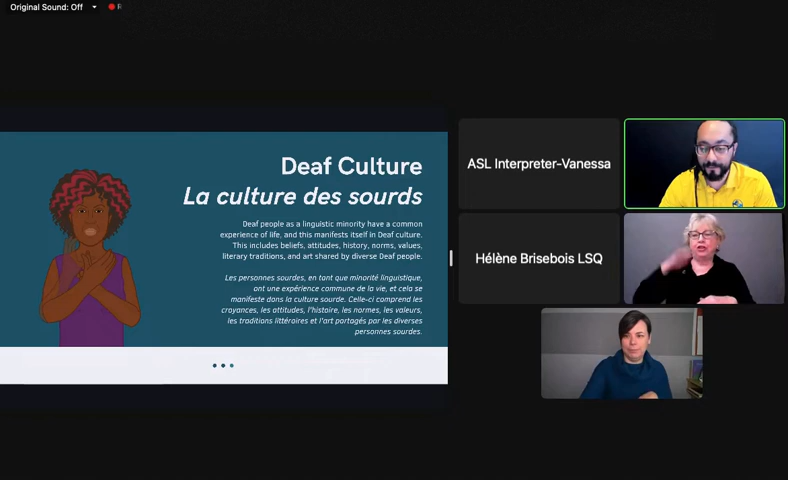 Original Sound: Off
Deaf Culture
La culture des sourds
Deaf people as a linguistic minority have a common
experience of life, and this manifests itself in Deaf culture.
This includes beliefs, attitudes, history, norms, values,
literary traditions, and art shared by diverse Deaf people.
Les personnes sourdes, en tant que minorité linguistique,
ont une expérience commune de la vie, et cela se
manifeste dans la culture sourde. Celle-ci comprend les
croyances, les attitudes, l'histoire, les normes, les valeurs,
les traditions littéraires et l'art partagés par les diverses
personnes sourdes.
ASL Interpreter-Vanessa
Hélène Brisebois LSQ